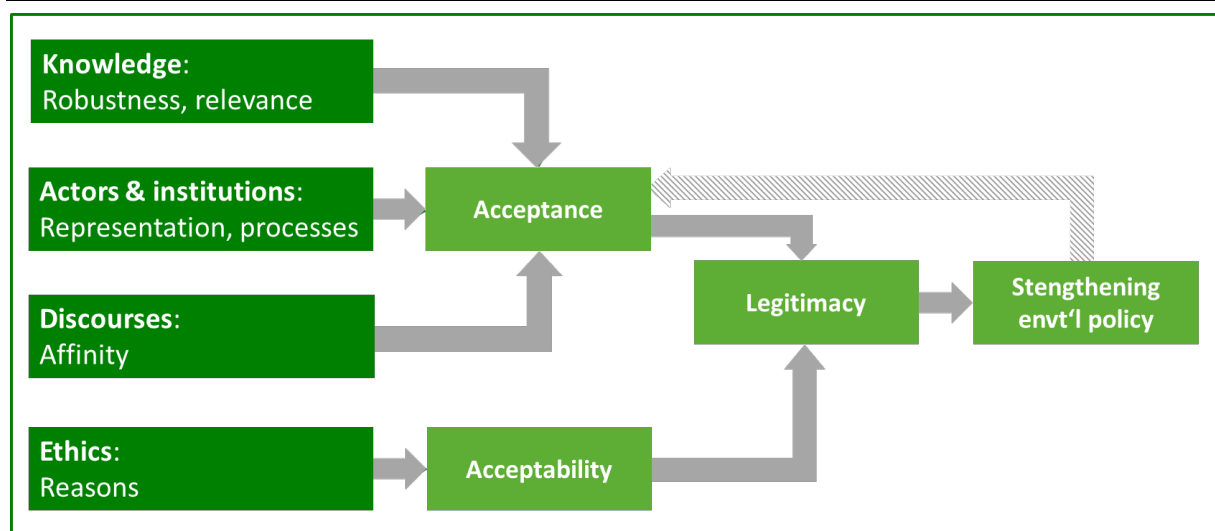 Knowledge:
Robustness, relevance
Actors & institutions:
Representation, processes
Acceptance
Discourses:
Affinity
Legitimacy
Stengthening
envt‘l policy
Ethics:
Reasons
Acceptability